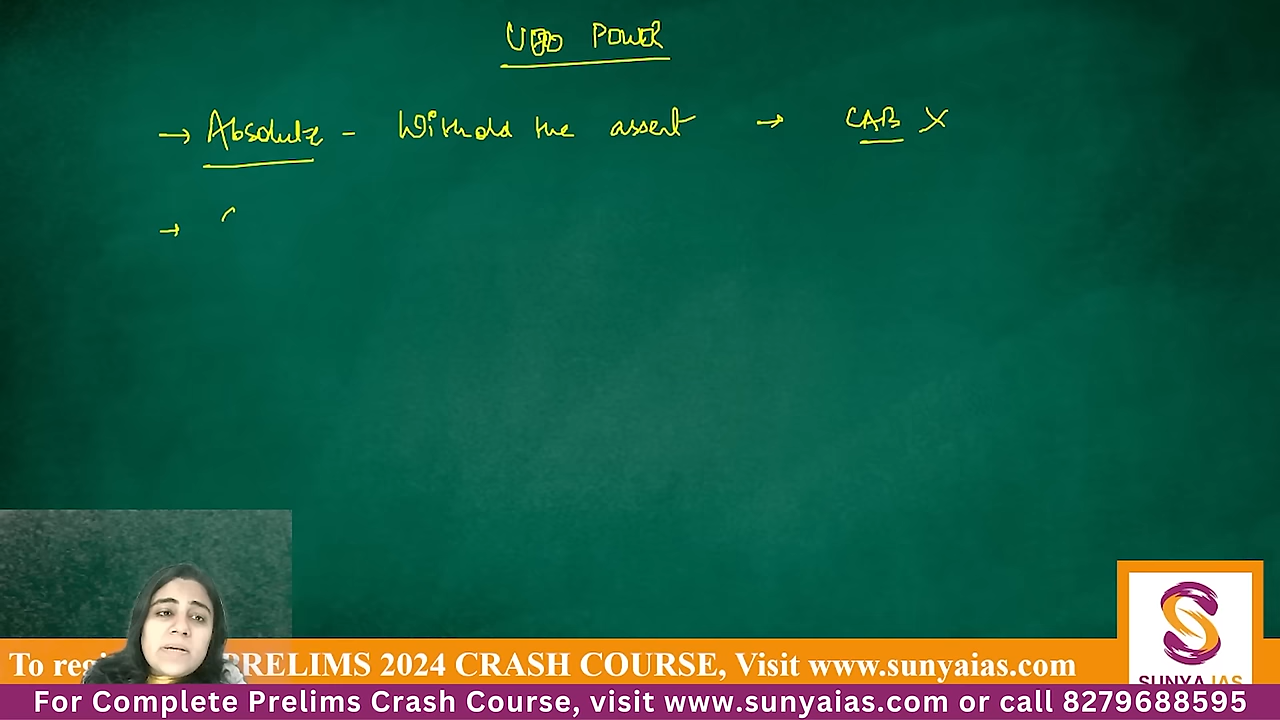 VETO POWER
→ Absolute - Withold the assent → CAB X
→
To regi PRELIMS 2024 CRASH COURSE, Visit www.sunyaias.com
S
SUNYA IAS
For Complete Prelims Crash Course, visit www.sunyaias.com or call 8279688595